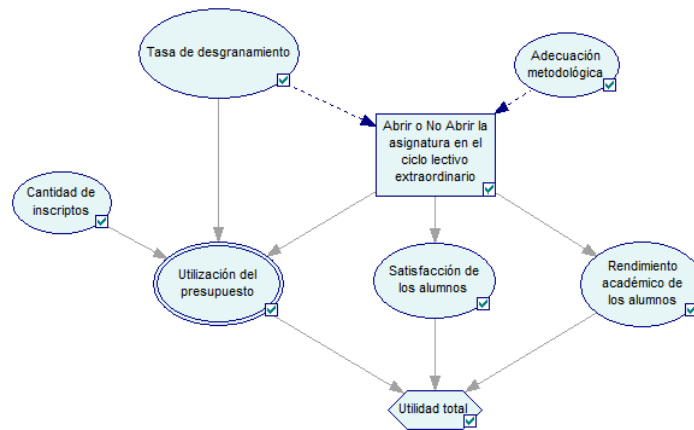 Tasa de desgranamiento
Adecuación
metodológica
Abrir o No Abrir la
asignatura en el
ciclo lectivo
extraordinario
Cantidad de
inscriptos
Utilización del
presupuesto
Satisfacción de
los alumnos
Rendimiento
académico de
los alumnos
Utilidad total